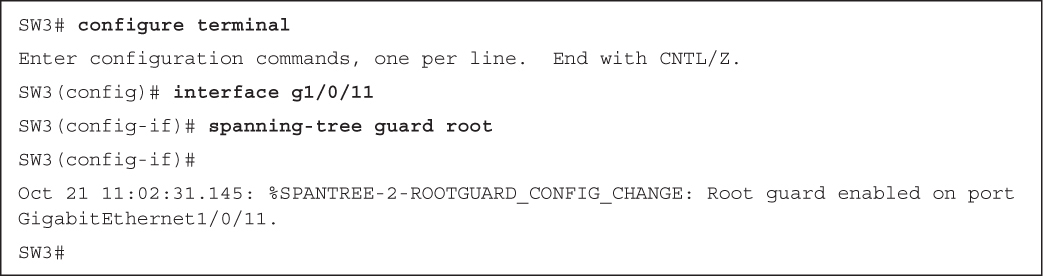 SW3# configure terminal
Enter configuration commands, one per line.  End with CNTL/Z.
SW3(config)# interface g1/0/11
SW3(config-if)# spanning-tree guard root
SW3(config-if)#
Oct 21 11:02:31.145: %SPANTREE-2-ROOTGUARD_CONFIG_CHANGE: Root guard enabled on port
GigabitEthernet1/0/11.
SW3#